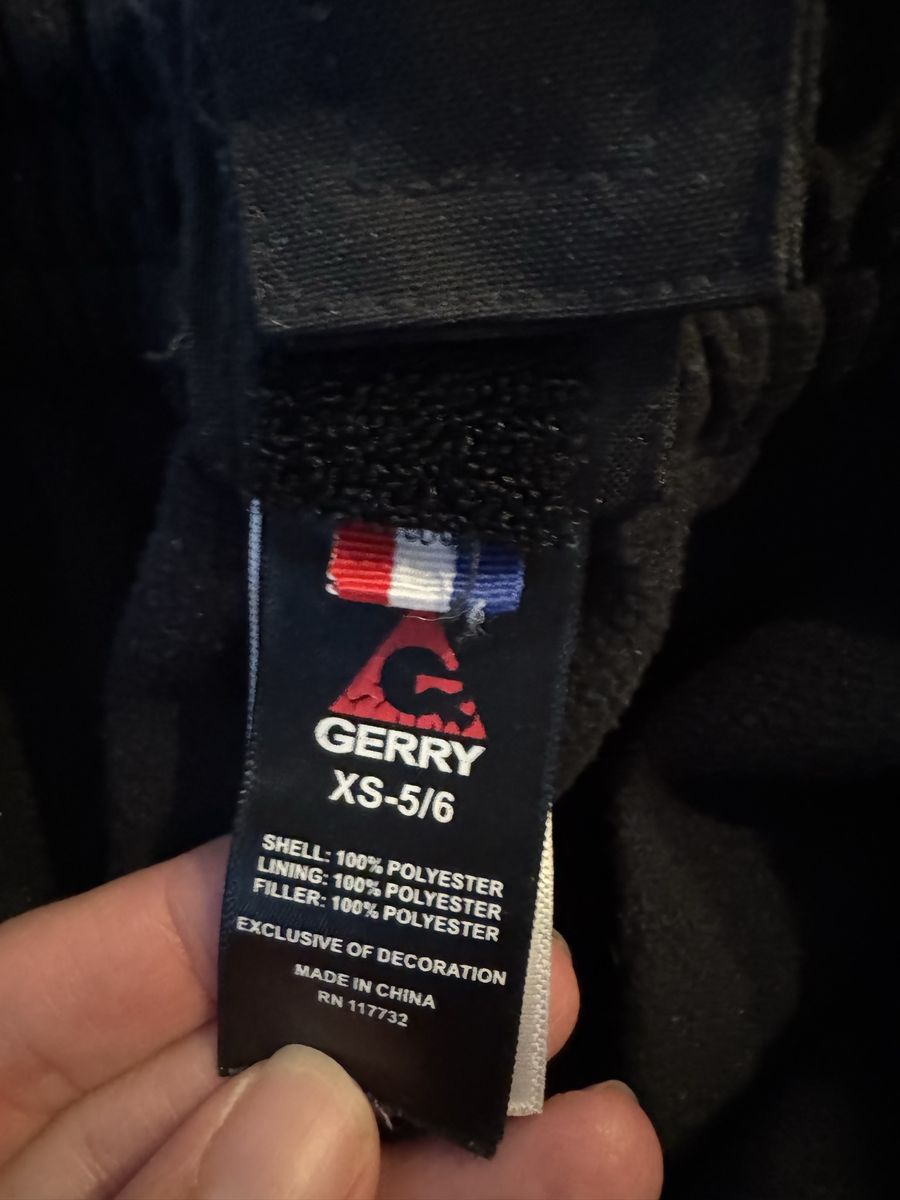 GERRY
XS-5/6
SHELL: 100% POLYESTER
LINING: 100% POLYESTER
FILLER: 100% POLYESTER
EXCLUSIVE OF DECORATION
MADE IN CHINA
RN 117732